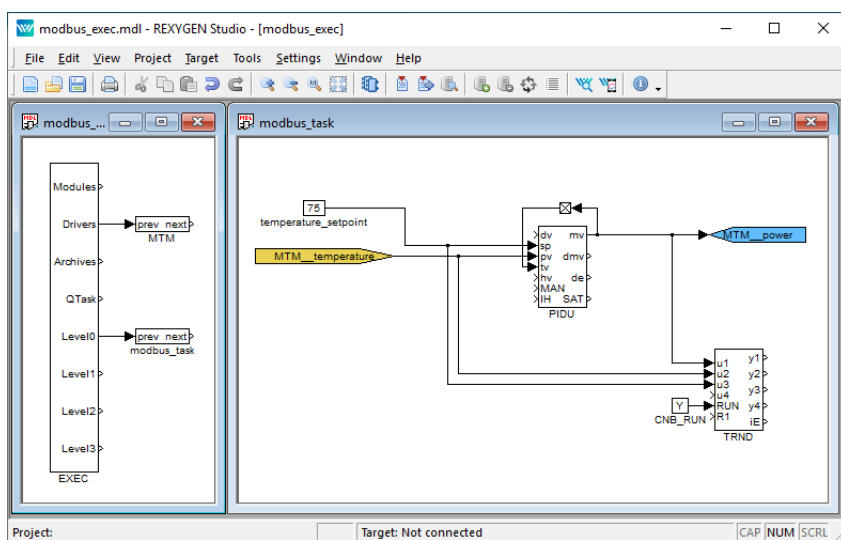 modbus_exec.mdl - REXYGEN Studio - [modbus_exec]
File Edit View Project Target Tools Settings Window Help
modbus_...
Modules
Drivers
prev next
MTM
Archives
QTask
Level0
prev next
modbus_task
Level1
Level2
Level3
EXEC
modbus_task
75
temperature_setpoint
MTM__temperature
dv mv
sp
pv dmv
tv
hv de
MAN
IH SAT
PIDU
MTM__power
u1 y1
u2 y2
u3 y3
u4
RUN y4
R1 iE
TRND
Y
CNB_RUN
Project:
Target: Not connected
CAP NUM SCRL